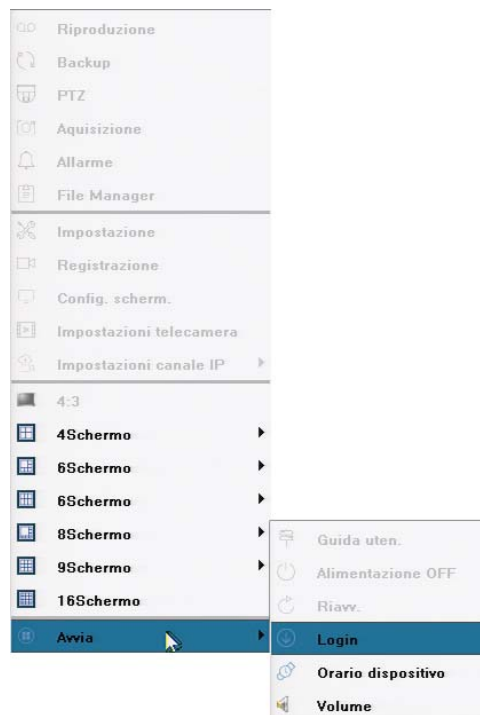 Riproduzione
Backup
PTZ
Aquisizione
Allarme
File Manager
Impostazione
Registrazione
Config. scherm.
Impostazioni telecamera
Impostazioni canale IP
4:3
4Schermo
6Schermo
6Schermo
8Schermo
9Schermo
16Schermo
Avvia
Guida uten.
Alimentazione OFF
Riavv.
Login
Orario dispositivo
Volume